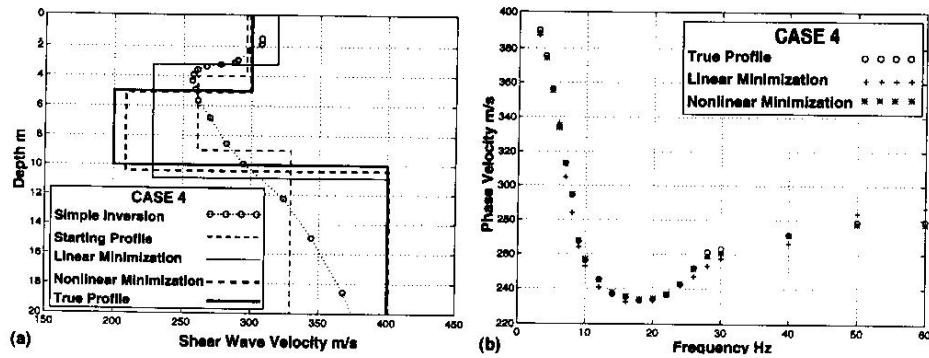 0
2
4
6
8
10
12
14
16
18
20
Depth m
CASE 4
Simple Inversion
Starting Profile
Linear Minimization
Nonlinear Minimization
True Profile
150 200 250 300 350 400 450
(a) Shear Wave Velocity m/s
400
380
360
340
320
300
280
260
240
220
Phase Velocity m/s
CASE 4
True Profile
Linear Minimization
Nonlinear Minimization
0 10 20 30 40 50 60
(b) Frequency Hz